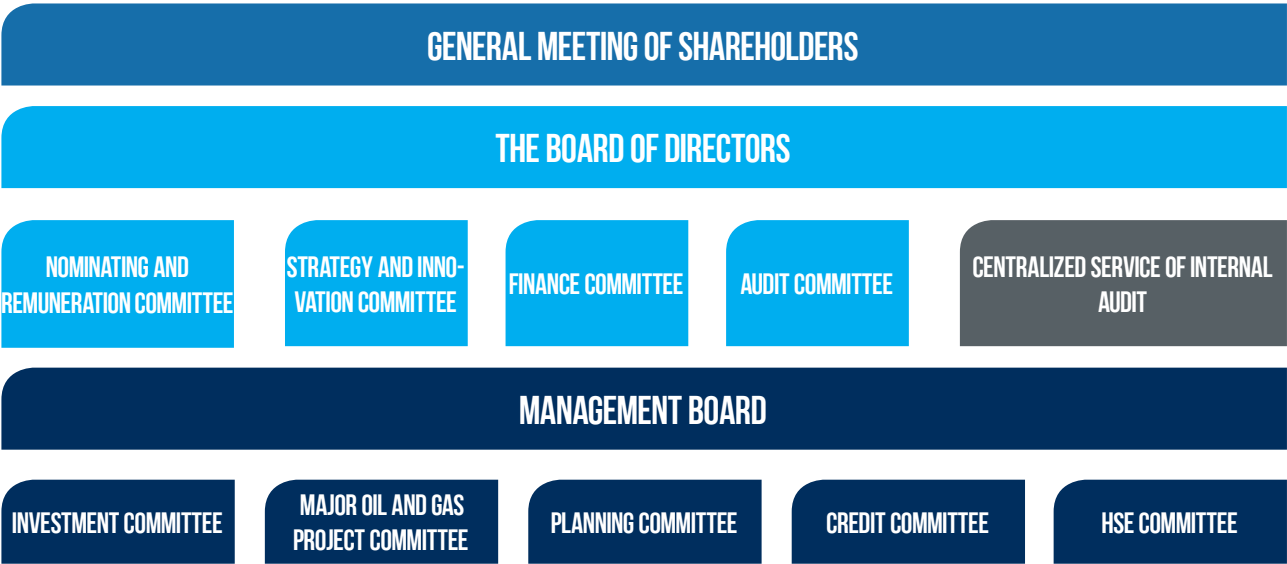 GENERAL MEETING OF SHAREHOLDERS
THE BOARD OF DIRECTORS
NOMINATING AND
REMUNERATION COMMITTEE
STRATEGY AND INNO-
VATION COMMITTEE
FINANCE COMMITTEE
AUDIT COMMITTEE
CENTRALIZED SERVICE OF INTERNAL
AUDIT
MANAGEMENT BOARD
INVESTMENT COMMITTEE
MAJOR OIL AND GAS
PROJECT COMMITTEE
PLANNING COMMITTEE
CREDIT COMMITTEE
HSE COMMITTEE